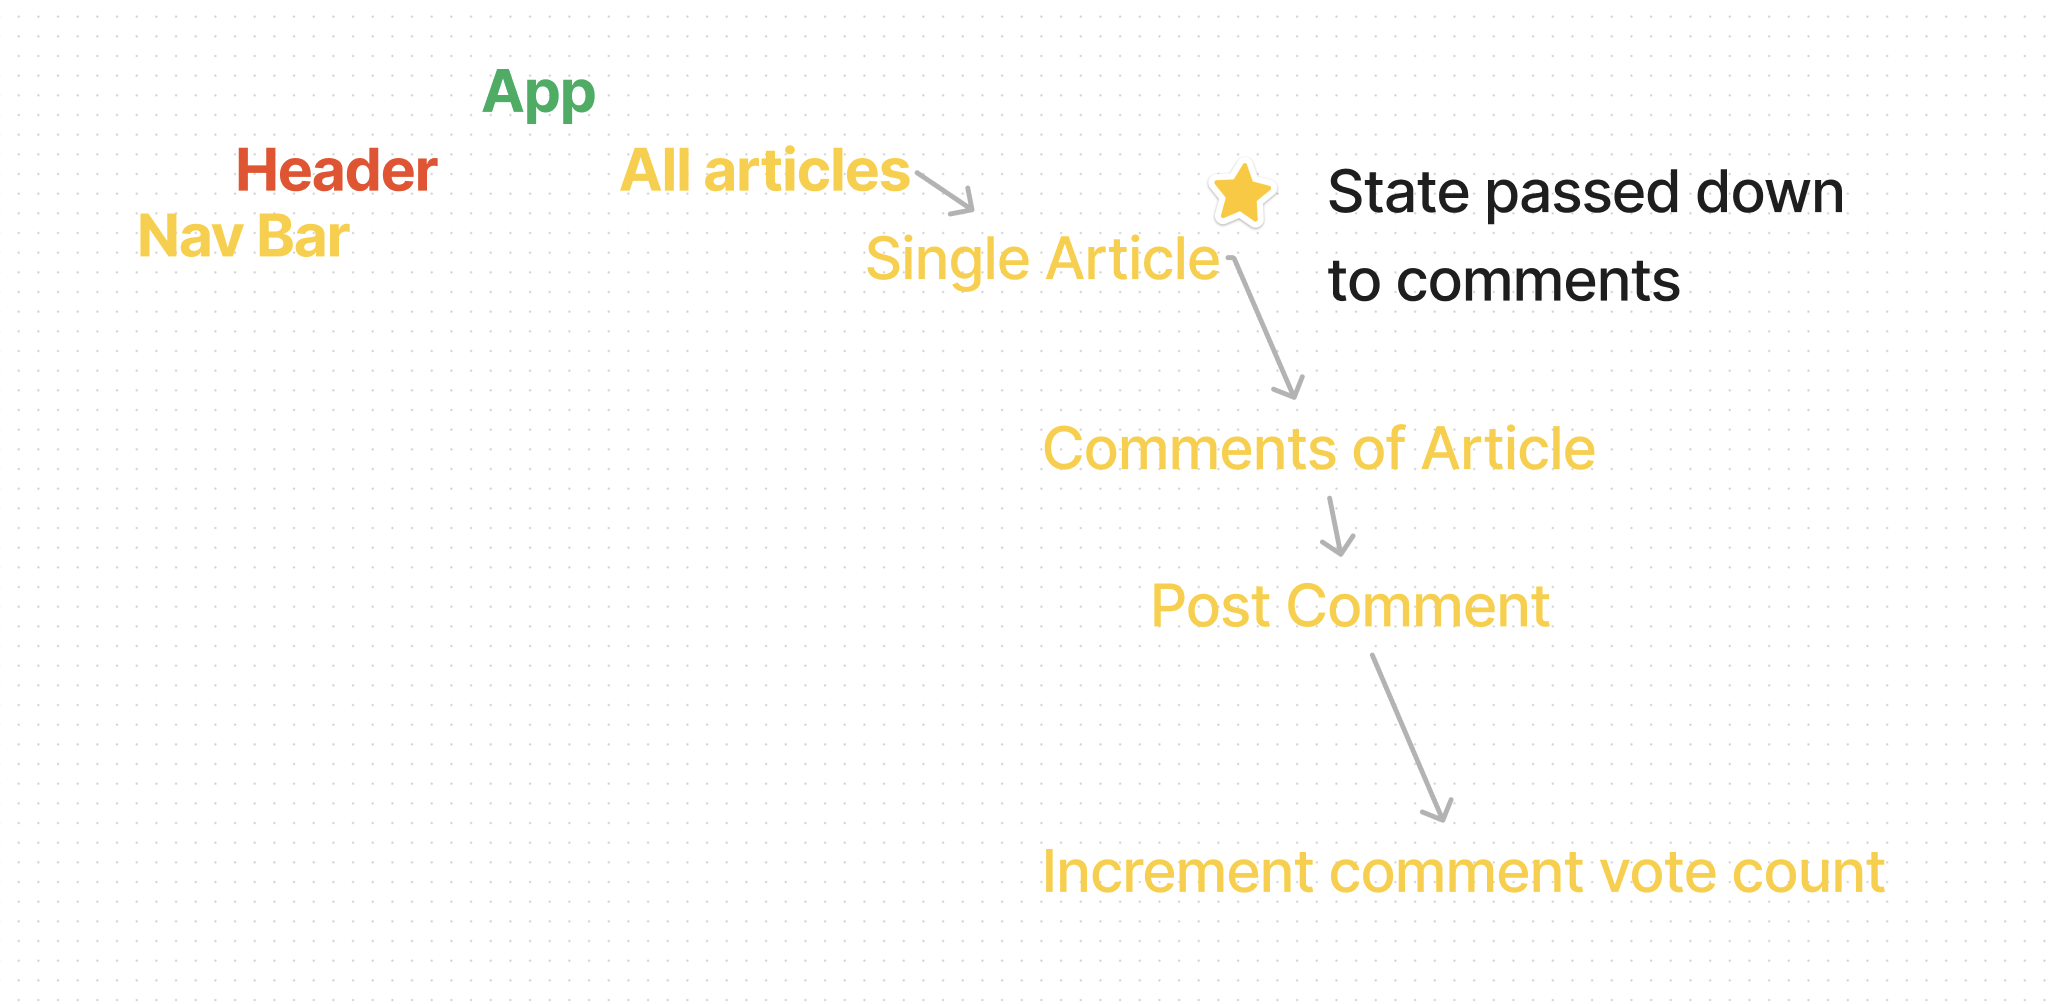 App
Header
All articles
Nav Bar
State passed down
to comments
Single Article
Comments of Article
Post Comment
Increment comment vote count